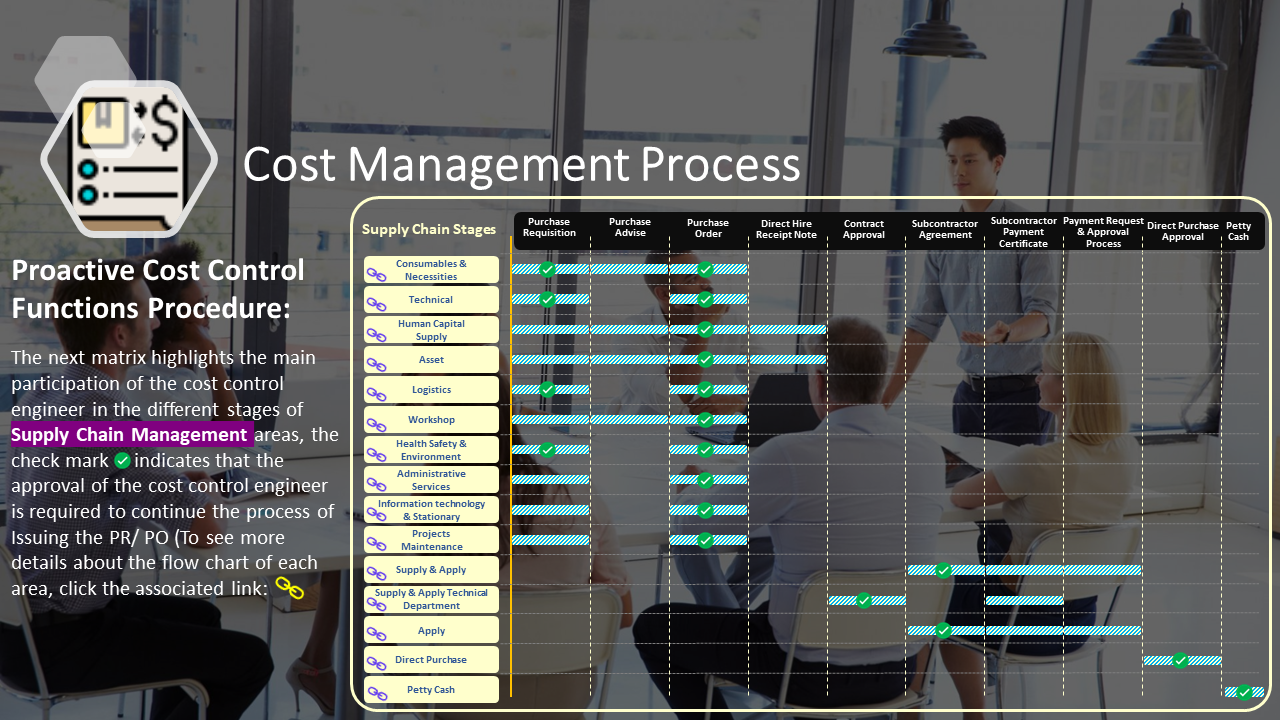 Cost Management Process
Proactive Cost Control
Functions Procedure:
The next matrix highlights the main
participation of the cost control
engineer in the different stages of
Supply Chain Management areas, the
check mark indicates that the
approval of the cost control engineer
is required to continue the process of
Issuing the PR/ PO (To see more
details about the flow chart of each
area, click the associated link:
Supply Chain Stages
Purchase
Requisition
Purchase
Advise
Purchase
Order
Direct Hire
Receipt Note
Contract
Approval
Subcontractor
Agreement
Subcontractor
Payment
Certificate
Payment Request
& Approval
Process
Direct Purchase
Approval
Petty
Cash
Consumables &
Necessities
Technical
Human Capital
Supply
Asset
Logistics
Workshop
Health Safety &
Environment
Administrative
Services
Information technology
& Stationary
Projects
Maintenance
Supply & Apply
Supply & Apply Technical
Department
Apply
Direct Purchase
Petty Cash